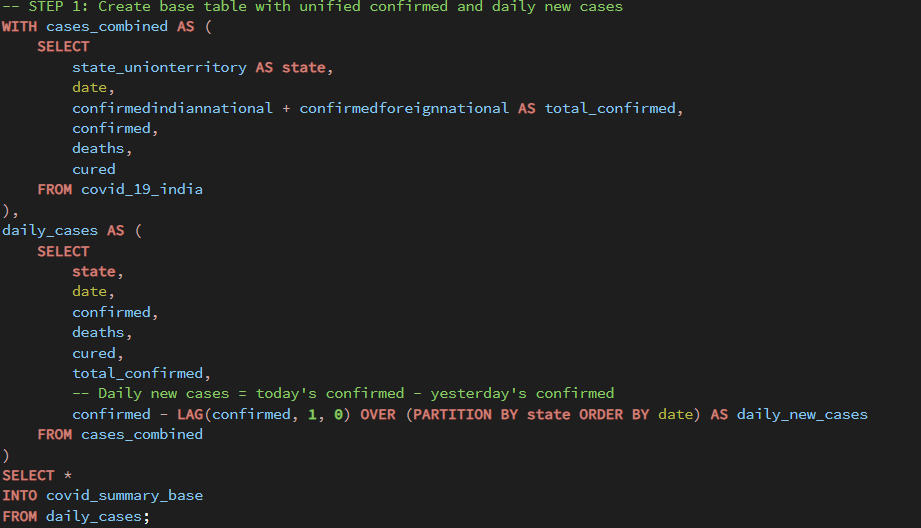 -- STEP 1: Create base table with unified confirmed and daily new cases
WITH cases_combined AS (
    SELECT
        state_unionterritory AS state,
        date,
        confirmedindiannational + confirmedforeignnational AS total_confirmed,
        confirmed,
        deaths,
        cured
    FROM covid_19_india
),
daily_cases AS (
    SELECT
        state,
        date,
        confirmed,
        deaths,
        cured,
        total_confirmed,
        -- Daily new cases = today's confirmed - yesterday's confirmed
        confirmed - LAG(confirmed, 1, 0) OVER (PARTITION BY state ORDER BY date) AS daily_new_cases
    FROM cases_combined
)
SELECT *
INTO covid_summary_base
FROM daily_cases;